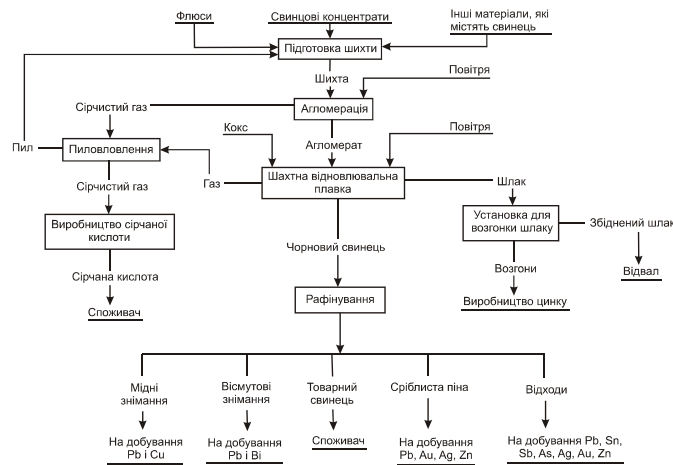 Флюси
Свинцові концентрати
Інші матеріали, які
містять свинець
Підготовка шихти
Шихта
Повітря
Сірчистий газ
Агломерація
Кокс
Агломерат
Повітря
Пил
Пиловловлення
Газ
Шахтна відновлювальна
плавка
Шлак
Сірчистий газ
Виробництво сірчаної
кислоти
Установка для
возгонки шлаку
Збіднений шлак
Чорновий свинець
Сірчана кислота
Возгони
Відвал
Споживач
Рафінування
Виробництво цинку
Мідні
знімання
Вісмутові
знімання
Товарний
свинець
Срібл��ста піна
Відходи
На добування
Pb і Cu
На добування
Pb і Bi
Споживач
На добування
Pb, Au, Ag, Zn
На добування Pb, Sn,
Sb, As, Ag, Au, Zn